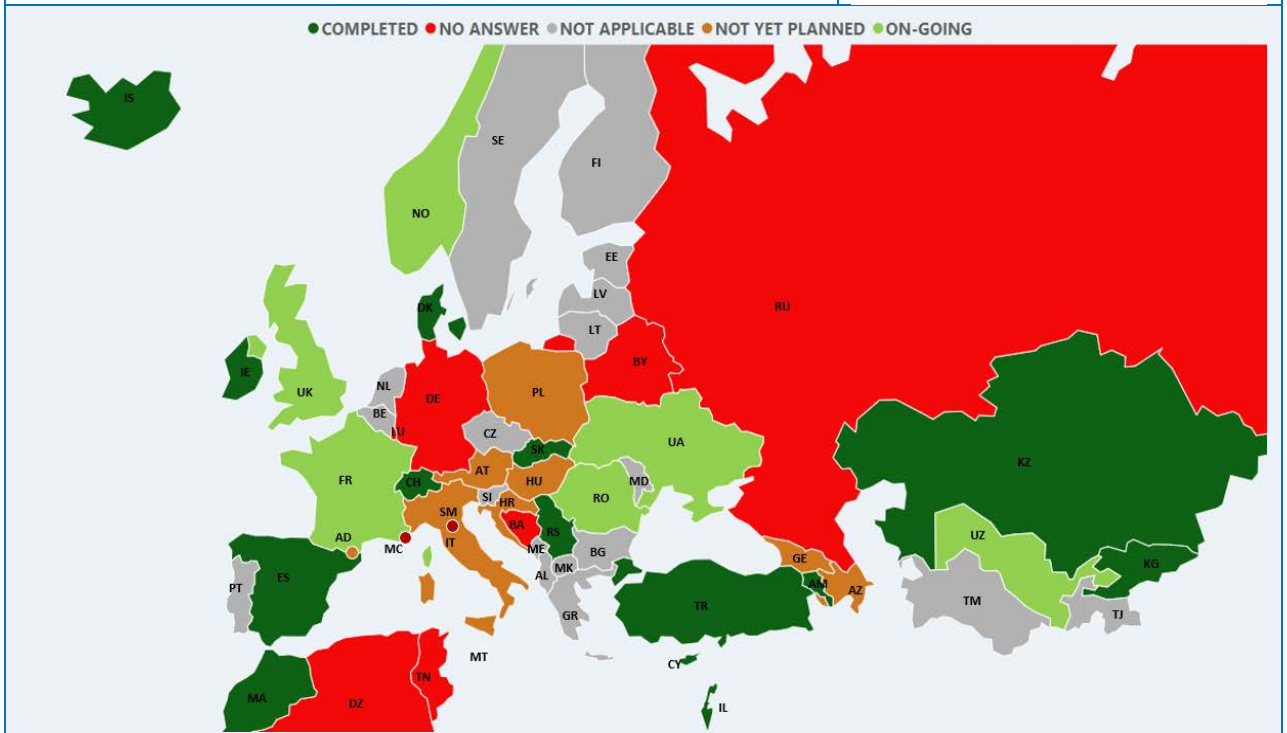 COMPLETED NO ANSWER NOT APPLICABLE NOT YET PLANNED ON-GOING
IS
SE
FI
NO
EE
LV
RU
DK
LT
BY
IE
NL
PL
UK
DE
BE
LU
CZ
UA
SK
KZ
AT
FR
CH
HU
MD
SI
RO
HR
SM
BA
RS
AD
UZ
MC
IT
ME
BG
GE
KG
MK
ES
AL
AM
AZ
PT
TM
TR
GR
TJ
MT
CY
TN
MA
DZ
IL